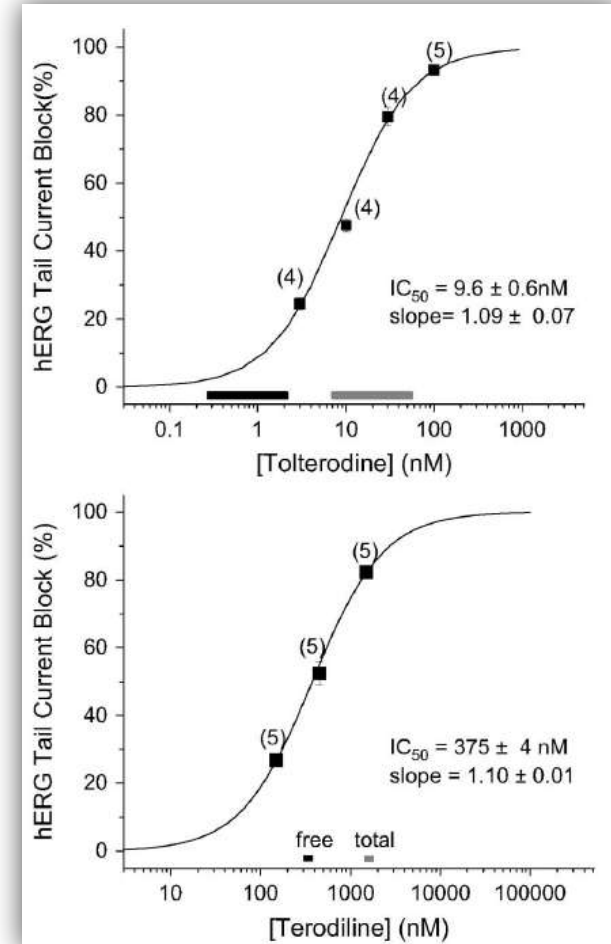 hERG Tail Current Block(%)
100
80
60
40
20
0
(5)
(4)
(4)
(4)
IC50 = 9.6 ± 0.6nM
slope= 1.09 ± 0.07
0.1 1 10 100 1000
[Tolterodine] (nM)
hERG Tail Current Block (%)
100
80
60
40
20
0
(5)
(5)
(5)
IC50 = 375 ± 4 nM
slope = 1.10 ± 0.01
free total
10 100 1000 10000 100000
[Terodiline] (nM)